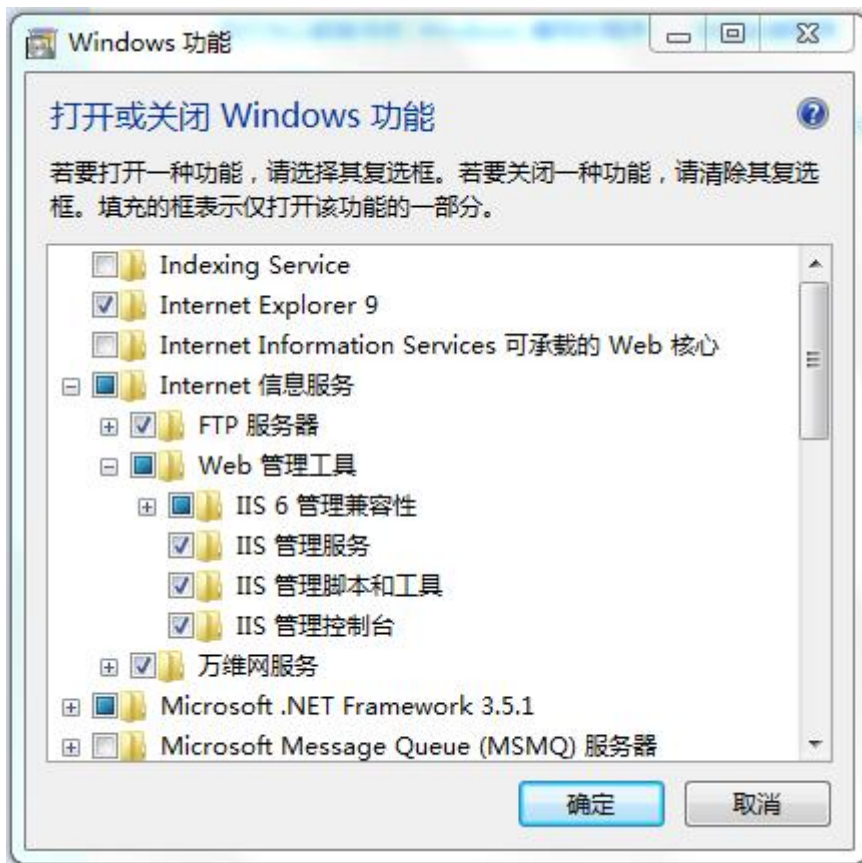 Windows 功能
打开或关闭 Windows 功能
若要打开一种功能，请选择其复选框。若要关闭一种功能，请清除其复选
框。填充的框表示仅打开该功能的一部分。
Indexing Service
Internet Explorer 9
Internet Information Services 可承载的 Web 核心
Internet 信息服务
FTP 服务器
Web 管理工具
IIS 6 管理兼容性
IIS 管理服务
IIS 管理脚本和工具
IIS 管理控制台
万维网服务
Microsoft .NET Framework 3.5.1
Microsoft Message Queue (MSMQ) 服务器
确定
取消